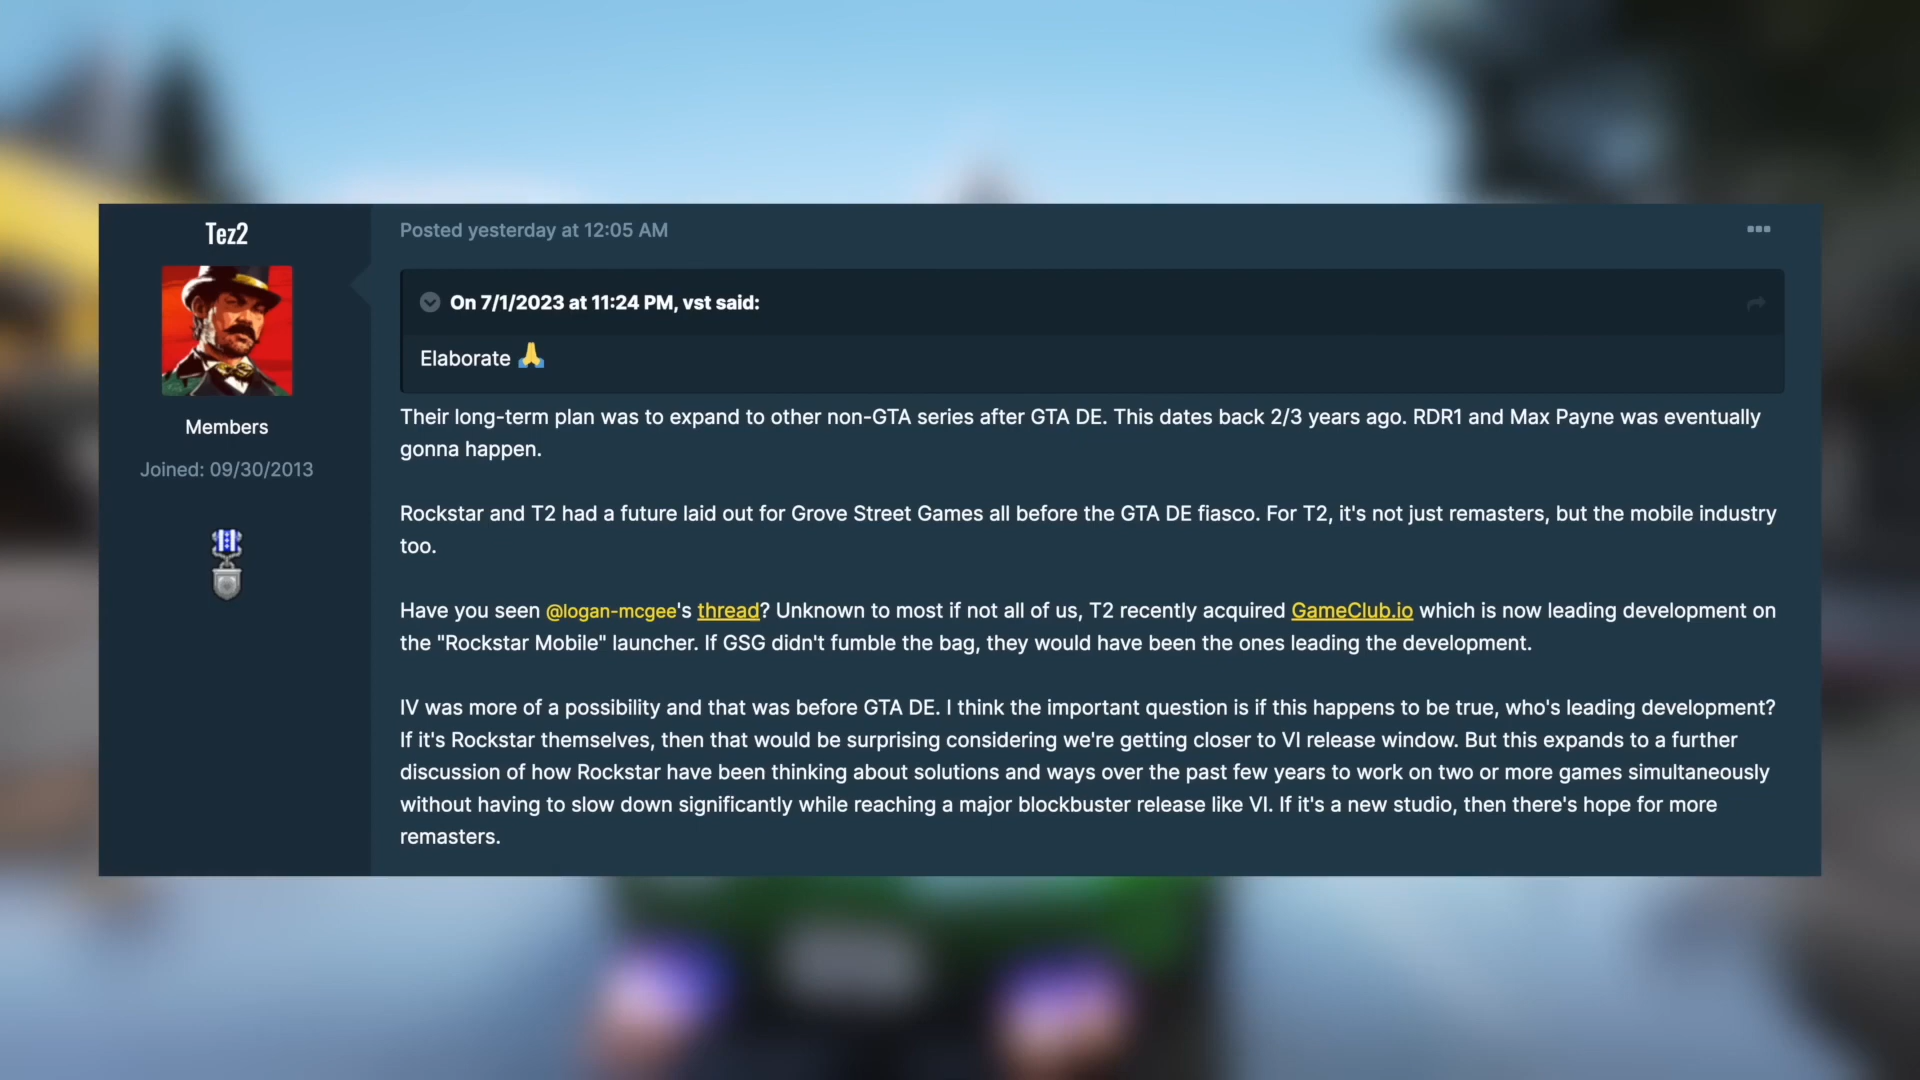 Tez2
Members
Joined: 09/30/2013
Posted yesterday at 12:05 AM
On 7/1/2023 at 11:24 PM, vst said:
Elaborate 🙏
Their long-term plan was to expand to other non-GTA series after GTA DE. This dates back 2/3 years ago. RDR1 and Max Payne was eventually
gonna happen.
Rockstar and T2 had a future laid out for Grove Street Games all before the GTA DE fiasco. For T2, it's not just remasters, but the mobile industry
too.
Have you seen @logan-mcgee's thread? Unknown to most if not all of us, T2 recently acquired GameClub.io which is now leading development on
the "Rockstar Mobile" launcher. If GSG didn't fumble the bag, they would have been the ones leading the development.
IV was more of a possibility and that was before GTA DE. I think the important question is if this happens to be true, who's leading development?
If it's Rockstar themselves, then that would be surprising considering we're getting closer to VI release window. But this expands to a further
discussion of how Rockstar have been thinking about solutions and ways over the past few years to work on two or more games simultaneously
without having to slow down significantly while reaching a major blockbuster release like VI. If it's a new studio, then there's hope for more
remasters.